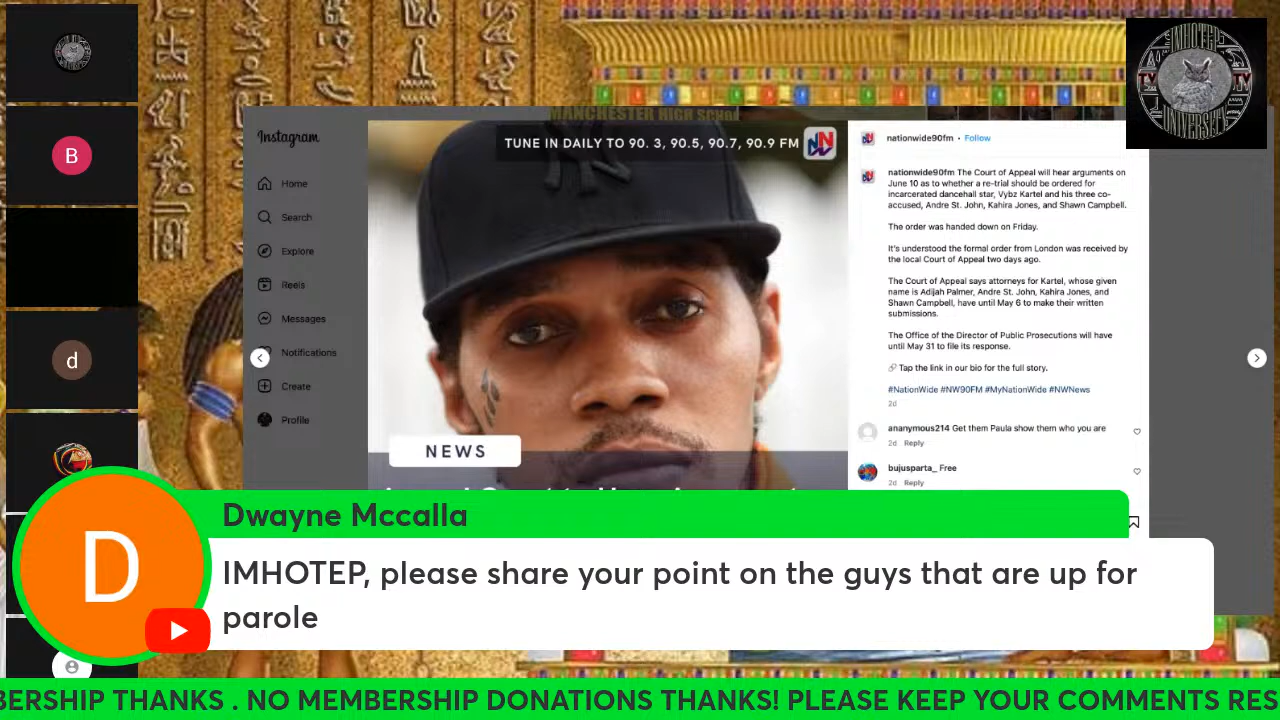 IMHOTEP
TV TV
UNIVERSITY
MANCHESTER HIGH SCHOOL
Instagram
Home
Search
Explore
Reels
Messages
Notifications
Create
Profile
TUNE IN DAILY TO 90. 3, 90.5, 90.7, 90.9 FM
NEWS
nationwide90fm • Follow
nationwide90fm The Court of Appeal will hear arguments on
June 10 as to whether a re-trial should be ordered for
incarcerated dancehall star, Vybz Kartel and his three co-
accused, Andre St. John, Kahira Jones, and Shawn Campbell.
The order was handed down on Friday.
It's understood the formal order from London was received by
the local Court of Appeal two days ago.
The Court of Appeal says attorneys for Kartel, whose given
name is Adijah Palmer, Andre St. John, Kahira Jones, and
Shawn Campbell, have until May 6 to make their written
submissions.
The Office of the Director of Public Prosecutions will have
until May 31 to file its response.
🔗 Tap the link in our bio for the full story.
#NationWide #NW90FM #MyNationWide #NWNews
2d
ananymous214 Get them Paula show them who you are
2d Reply
bujusparta_ Free
2d Reply
B
d
D
Dwayne Mccalla
IMHOTEP, please share your point on the guys that are up for
parole
BERSHIP THANKS . NO MEMBERSHIP DONATIONS THANKS! PLEASE KEEP YOUR COMMENTS RES